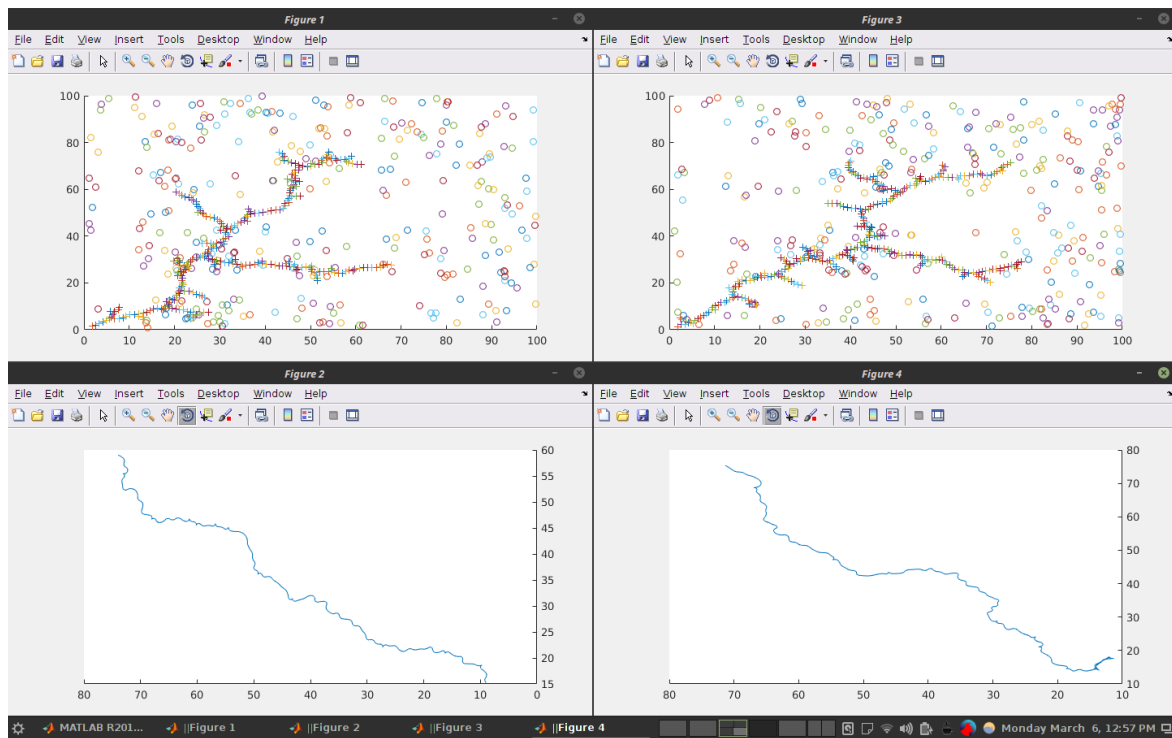 Figure 1
File Edit View Insert Tools Desktop Window Help
100
80
60
40
20
0
0 10 20 30 40 50 60 70 80 90 100
Figure 3
File Edit View Insert Tools Desktop Window Help
100
80
60
40
20
0
0 10 20 30 40 50 60 70 80 90 100
Figure 2
File Edit View Insert Tools Desktop Window Help
60
55
50
45
40
35
30
25
20
15
80 70 60 50 40 30 20 10 0
Figure 4
File Edit View Insert Tools Desktop Window Help
80
70
60
50
40
30
20
10
80 70 60 50 40 30 20 10
MATLAB R201... ||Figure 1 ||Figure 2 ||Figure 3 ||Figure 4 Monday March 6, 12:57 PM